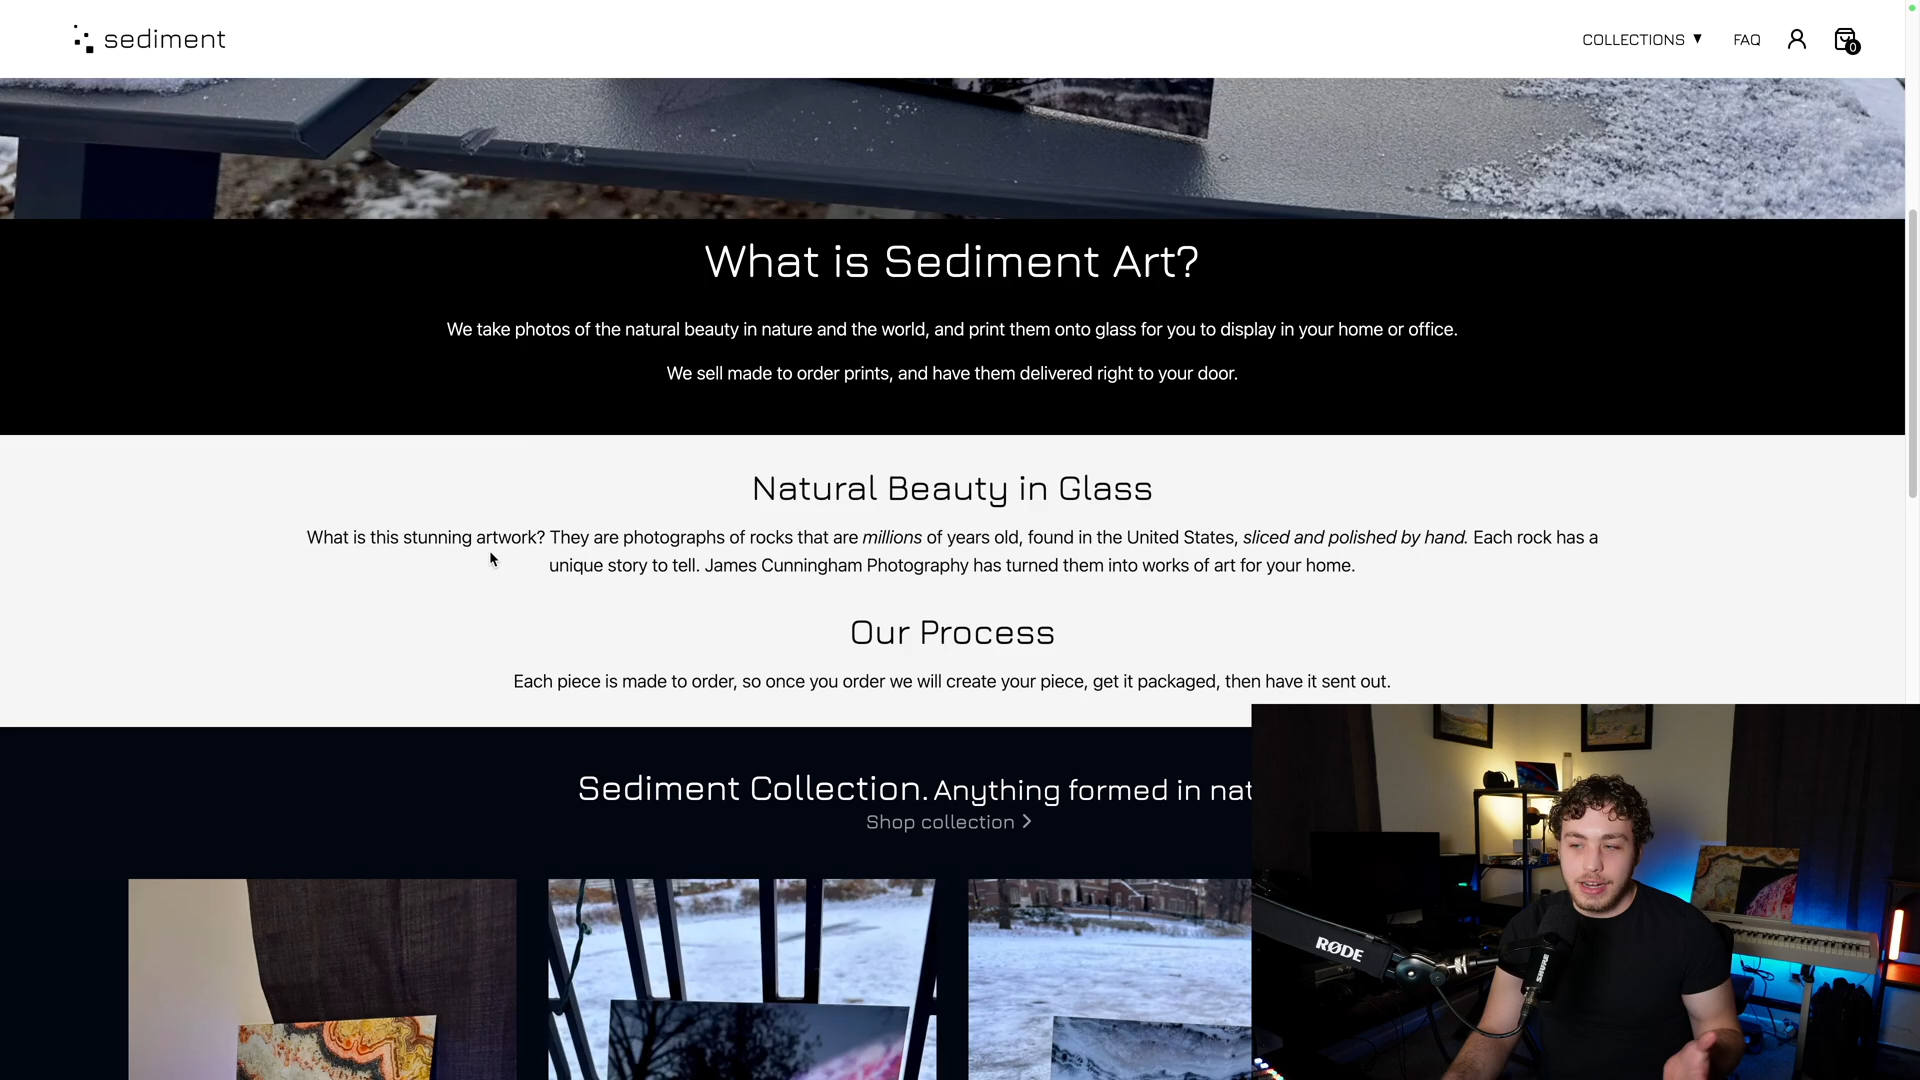 sediment
COLLECTIONS ▼
FAQ
0
What is Sediment Art?
We take photos of the natural beauty in nature and the world, and print them onto glass for you to display in your home or office.
We sell made to order prints, and have them delivered right to your door.
Natural Beauty in Glass
What is this stunning artwork? They are photographs of rocks that are millions of years old, found in the United States, sliced and polished by hand. Each rock has a
unique story to tell. James Cunningham Photography has turned them into works of art for your home.
Our Process
Each piece is made to order, so once you order we will create your piece, get it packaged, then have it sent out.
Sediment Collection. Anything formed in nat
Shop collection >
RØDE
SHURE